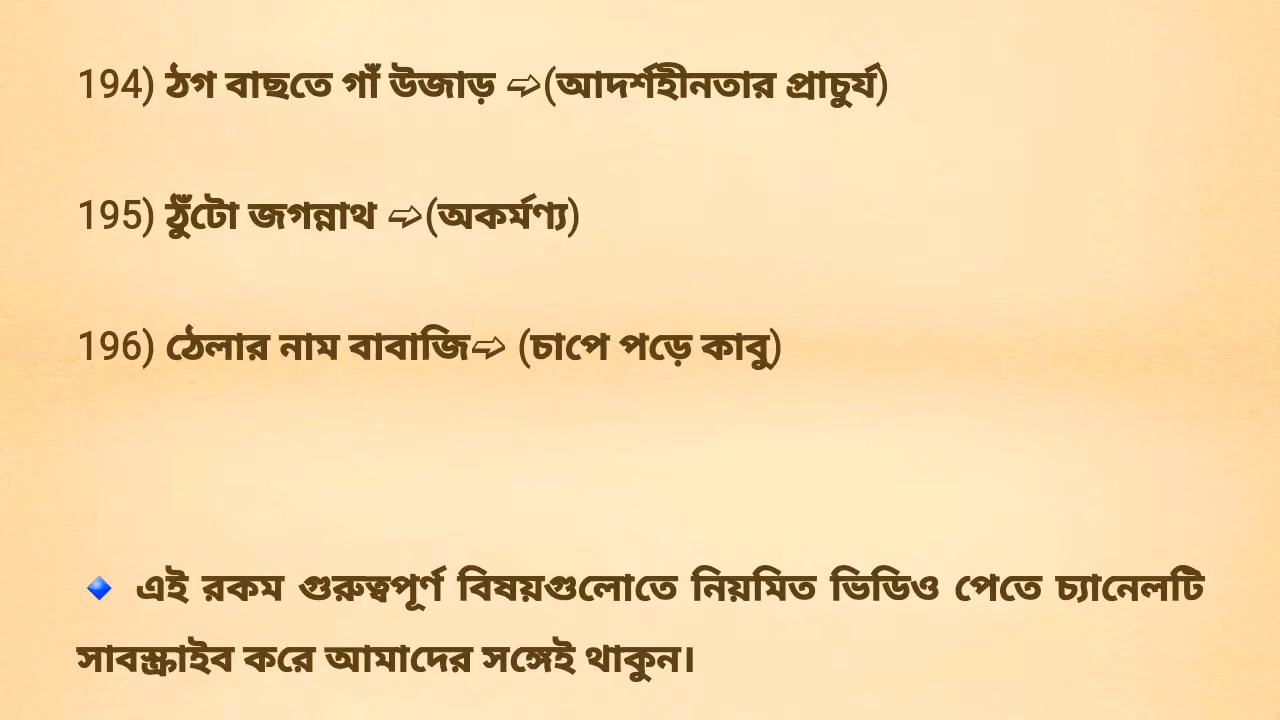 194) ঠগ বাছতে গাঁ উজাড় ➩(আদর্শহীনতার প্রাচুর্য)
195) ঠুঁটো জগন্নাথ ➩(অকর্মণ্য)
196) ঠেলার নাম বাবাজি➩ (চাপে পড়ে কাবু)
🔹 এই রকম গুরুত্বপূর্ণ বিষয়গুলোতে নিয়মিত ভিডিও পেতে চ্যানেলটি
সাবস্ক্রাইব করে আমাদের সঙ্গেই থাকুন।